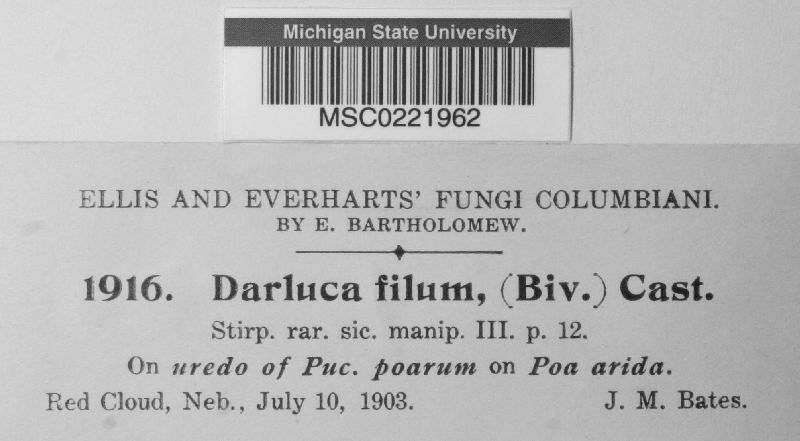 Michigan State University
MSC0221962
ELLIS AND EVERHARTS' FUNGI COLUMBIANI.
BY E. BARTHOLOMEW.
1916. Darluca filum, (Biv.) Cast.
Stirp. rar. sic. manip. III. p. 12.
On uredo of Puc. poarum on Poa arida.
Red Cloud, Neb., July 10, 1903. J. M. Bates.